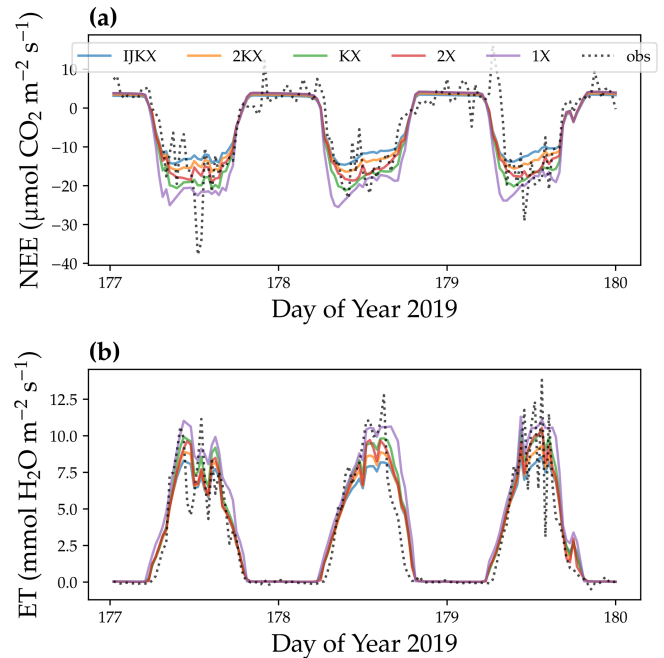 (a)
IJKX 2KX KX 2X 1X obs
10
0
−10
−20
−30
−40
NEE (μmol CO₂ m⁻² s⁻¹)
177 178 179 180
Day of Year 2019
(b)
12.5
10.0
7.5
5.0
2.5
0.0
ET (mmol H₂O m⁻² s⁻¹)
177 178 179 180
Day of Year 2019